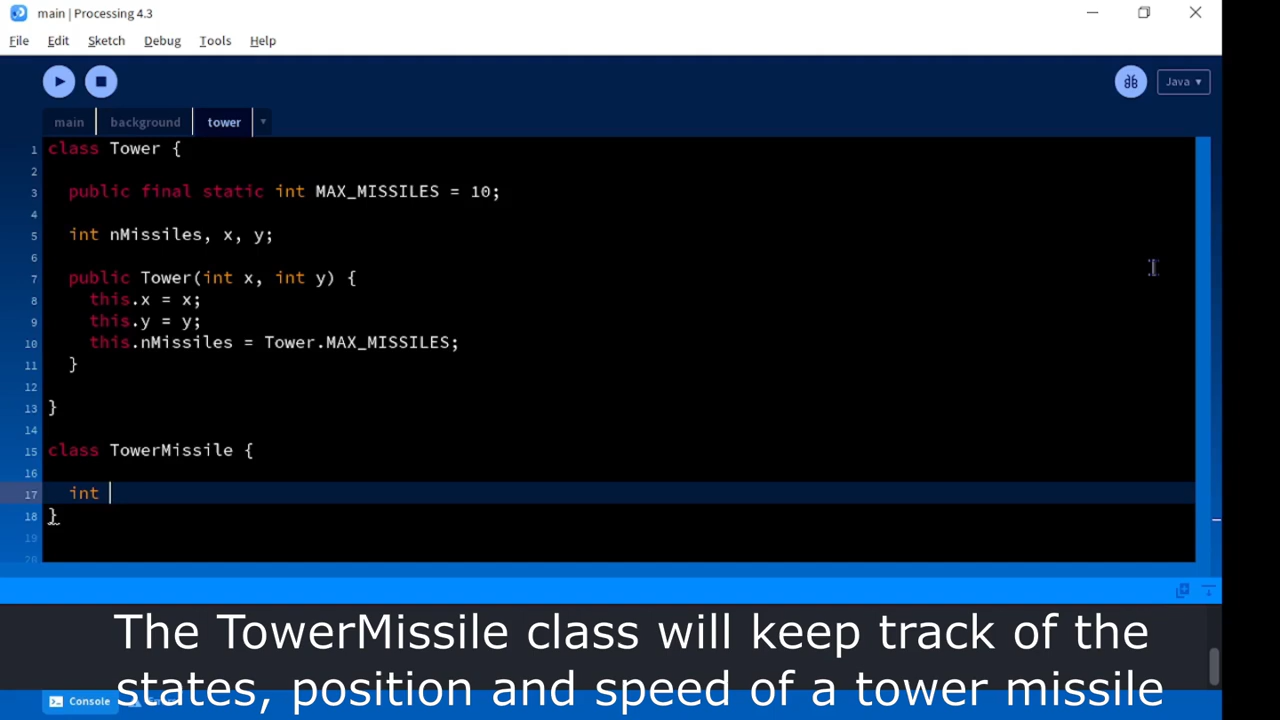 main | Processing 4.3
File Edit Sketch Debug Tools Help
Java ▾
main background tower ▾
1 class Tower {
2
3 public final static int MAX_MISSILES = 10;
4
5 int nMissiles, x, y;
6
7 public Tower(int x, int y) {
8 this.x = x;
9 this.y = y;
10 this.nMissiles = Tower.MAX_MISSILES;
11 }
12
13 }
14
15 class TowerMissile {
16
17 int
18 }
19
20
The TowerMissile class will keep track of the
states, position and speed of a tower missile
Console